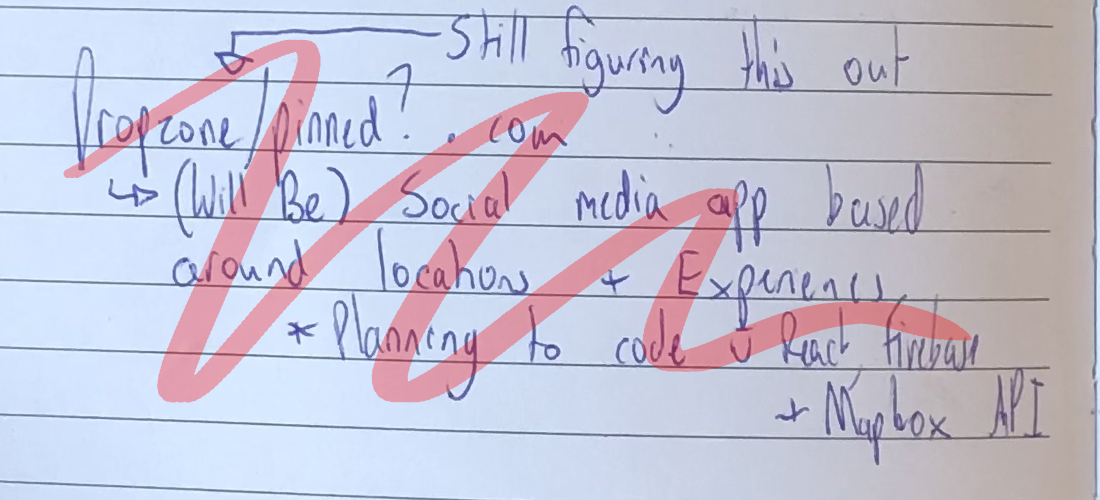 Still figuring this out
Propzone/pinned?..com
(Will Be) Social media app based
around locations + Experiences
* Planning to code React, firebase
+ Mapbox API